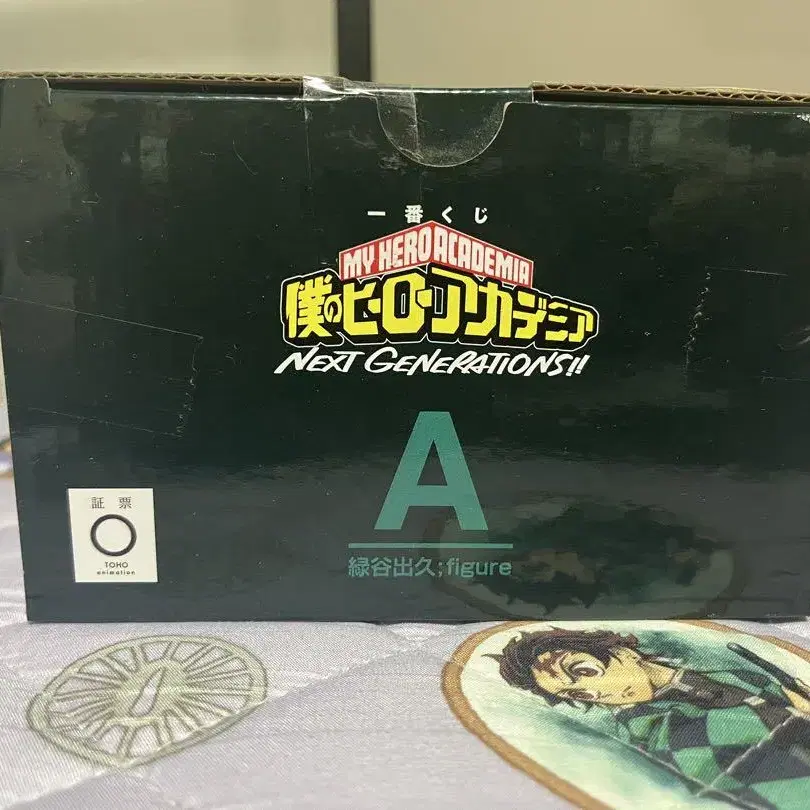 一番くじ
MY HERO ACADEMIA
僕のヒーローアカデミア
NEXT GENERATIONS!!
A
緑谷出久;figure
証票
TOHO
animation